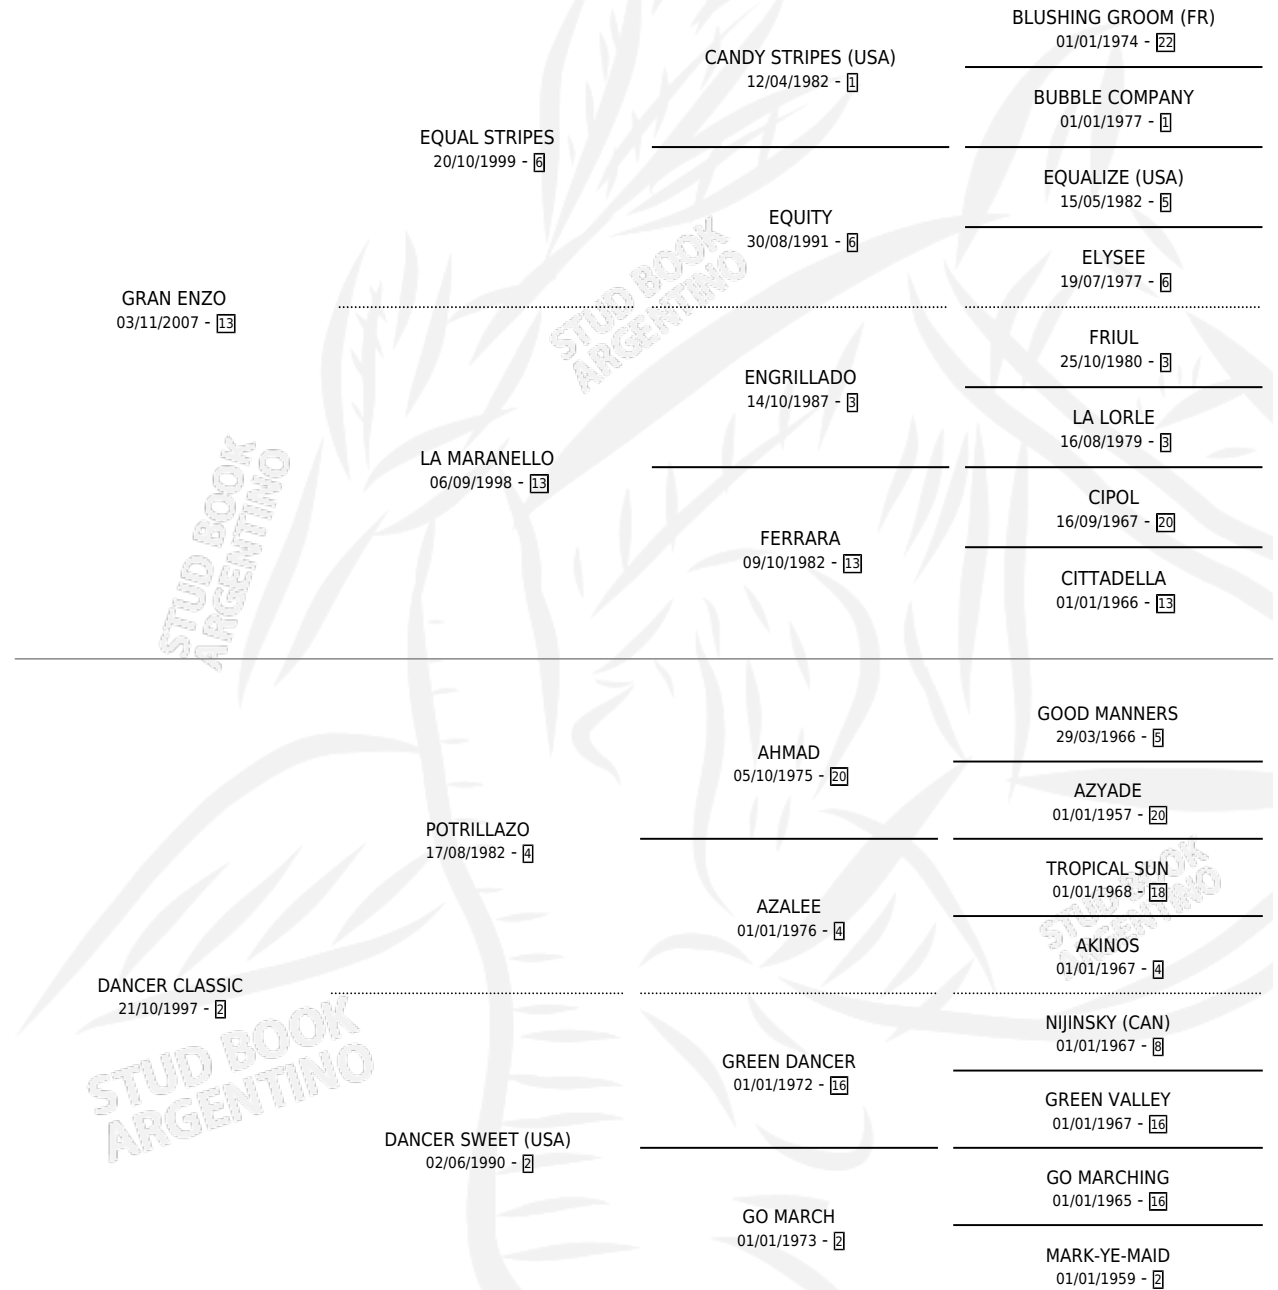 BLUSHING GROOM (FR)
01/01/1974 - 22
CANDY STRIPES (USA)
12/04/1982 - 1
BUBBLE COMPANY
01/01/1977 - 1
EQUAL STRIPES
20/10/1999 - 6
EQUALIZE (USA)
15/05/1982 - 5
EQUITY
30/08/1991 - 6
ELYSEE
19/07/1977 - 6
GRAN ENZO
03/11/2007 - 13
FRIUL
25/10/1980 - 3
ENGRILLADO
14/10/1987 - 3
LA LORLE
16/08/1979 - 3
LA MARANELLO
06/09/1998 - 13
CIPOL
16/09/1967 - 20
FERRARA
09/10/1982 - 13
CITTADELLA
01/01/1966 - 13
STUD BOOK
ARGENTINO
STUD BOOK
ARGENTINO
GOOD MANNERS
29/03/1966 - 5
AHMAD
05/10/1975 - 20
AZYADE
01/01/1957 - 20
POTRILLAZO
17/08/1982 - 4
TROPICAL SUN
01/01/1968 - 18
AZALEE
01/01/1976 - 4
AKINOS
01/01/1967 - 4
DANCER CLASSIC
21/10/1997 - 2
NIJINSKY (CAN)
01/01/1967 - 8
GREEN DANCER
01/01/1972 - 16
GREEN VALLEY
01/01/1967 - 16
DANCER SWEET (USA)
02/06/1990 - 2
GO MARCHING
01/01/1965 - 16
GO MARCH
01/01/1973 - 2
MARK-YE-MAID
01/01/1959 - 2
STUD BOOK
ARGENTINO
STUD BOOK
ARGENTINO